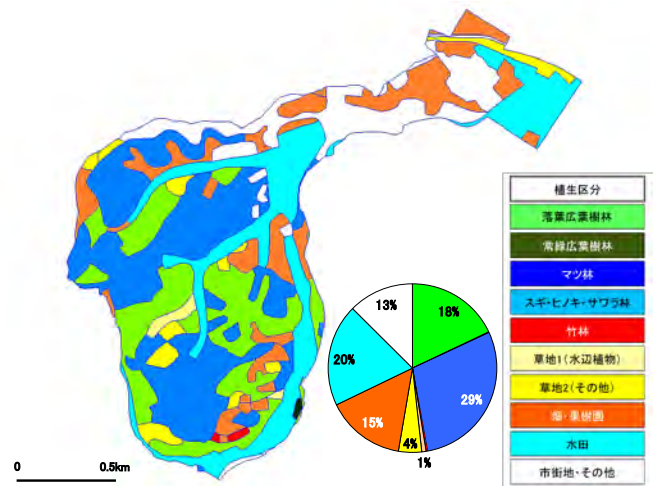 植生区分
落葉広葉樹林
常緑広葉樹林
マツ林
スギ・ヒノキ・サワラ林
竹林
草地1(水辺植物)
草地2(その他)
畑・果樹園
水田
市街地・その他
13%
18%
20%
29%
15%
4%
1%
0
0.5km